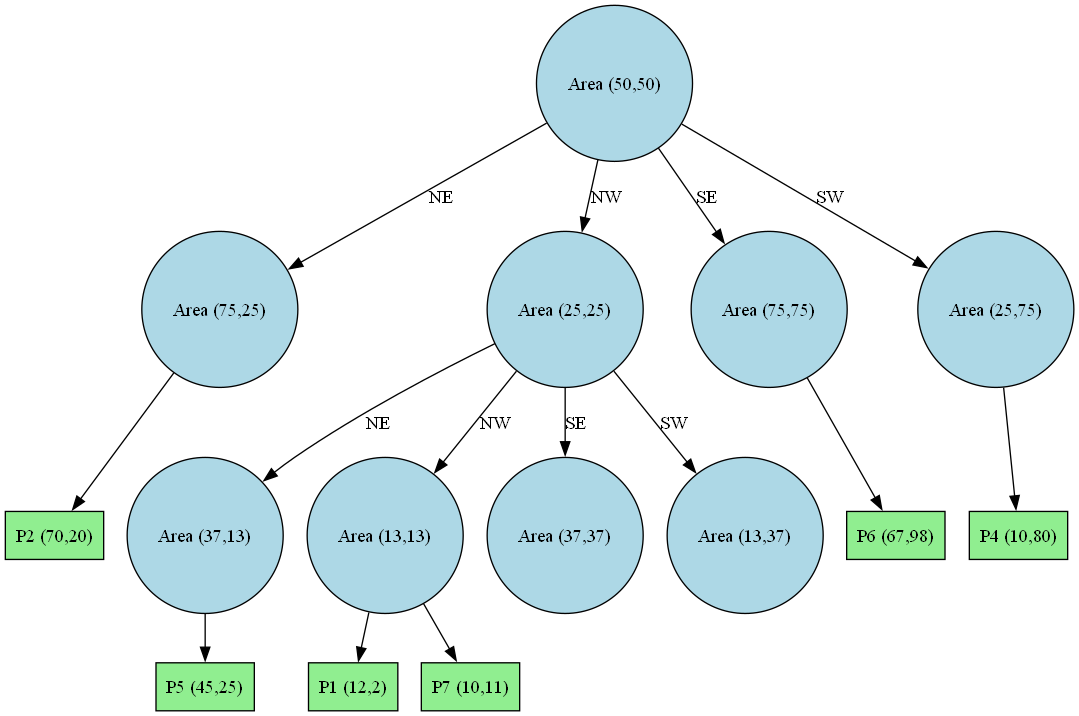 Area (50,50)
NE
NW
SE
SW
Area (75,25)
Area (25,25)
Area (75,75)
Area (25,75)
NE
NW
SE
SW
P2 (70,20)
Area (37,13)
Area (13,13)
Area (37,37)
Area (13,37)
P6 (67,98)
P4 (10,80)
P5 (45,25)
P1 (12,2)
P7 (10,11)